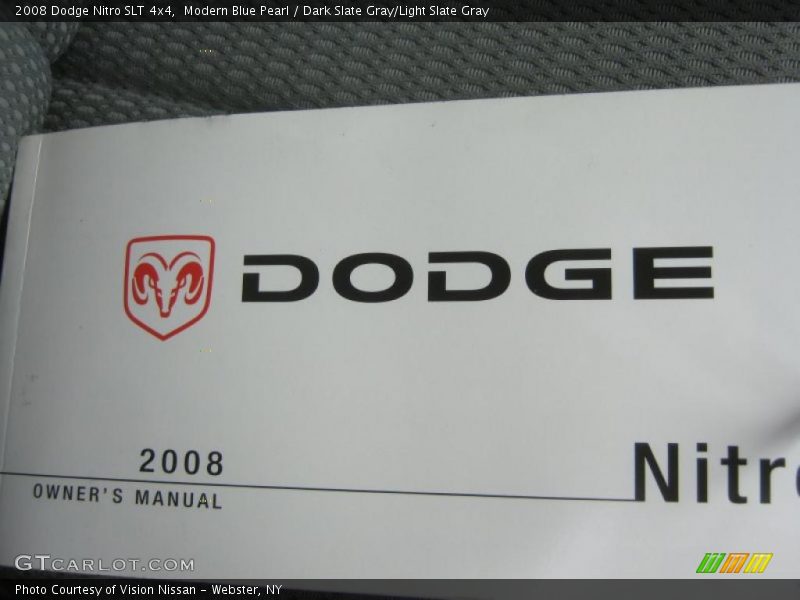 2008 Dodge Nitro SLT 4x4,  Modern Blue Pearl / Dark Slate Gray/Light Slate Gray
DODGE
2008
Nitro
OWNER'S MANUAL
GTCARLOT.COM
Photo Courtesy of Vision Nissan - Webster, NY